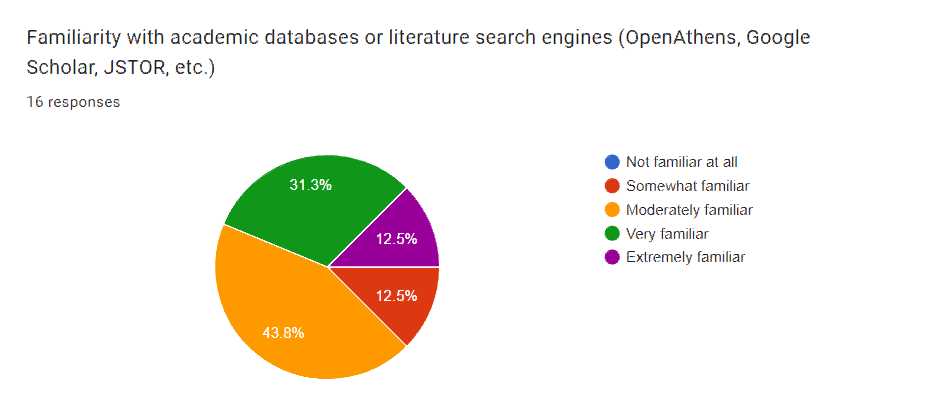 Familiarity with academic databases or literature search engines (OpenAthens, Google
Scholar, JSTOR, etc.)
16 responses
31.3%
12.5%
12.5%
43.8%
Not familiar at all
Somewhat familiar
Moderately familiar
Very familiar
Extremely familiar